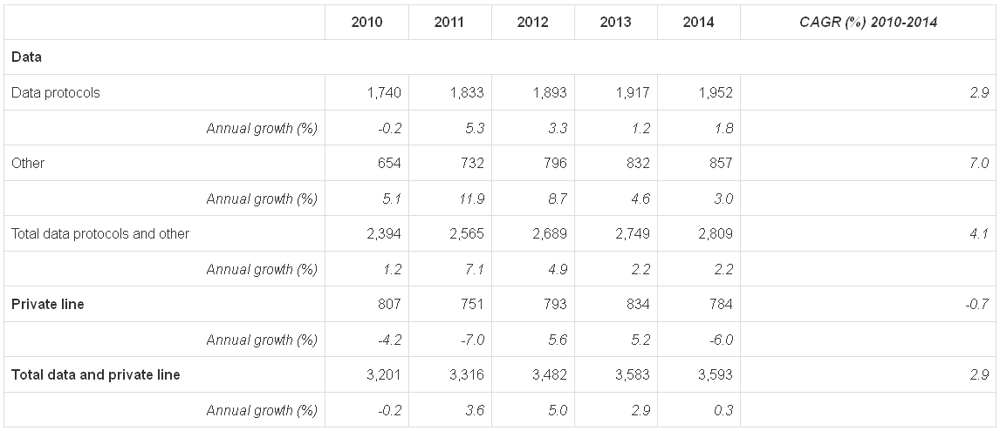 2010 2011 2012 2013 2014 CAGR (%) 2010-2014
Data
Data protocols 1,740 1,833 1,893 1,917 1,952 2.9
Annual growth (%) -0.2 5.3 3.3 1.2 1.8
Other 654 732 796 832 857 7.0
Annual growth (%) 5.1 11.9 8.7 4.6 3.0
Total data protocols and other 2,394 2,565 2,689 2,749 2,809 4.1
Annual growth (%) 1.2 7.1 4.9 2.2 2.2
Private line 807 751 793 834 784 -0.7
Annual growth (%) -4.2 -7.0 5.6 5.2 -6.0
Total data and private line 3,201 3,316 3,482 3,583 3,593 2.9
Annual growth (%) -0.2 3.6 5.0 2.9 0.3